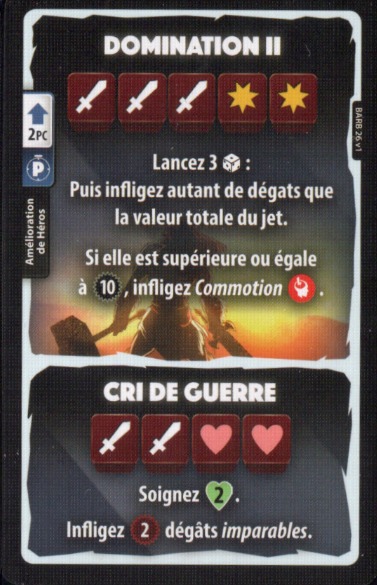 DOMINATION II
2PC
P
Amélioration
de Héros
BARB 26 v1
Lancez 3 :
Puis infligez autant de dégats que
la valeur totale du jet.
Si elle est supérieure ou égale
à 10, infligez Commotion .
CRI DE GUERRE
Soignez 2 .
Infligez 2 dégâts imparables.